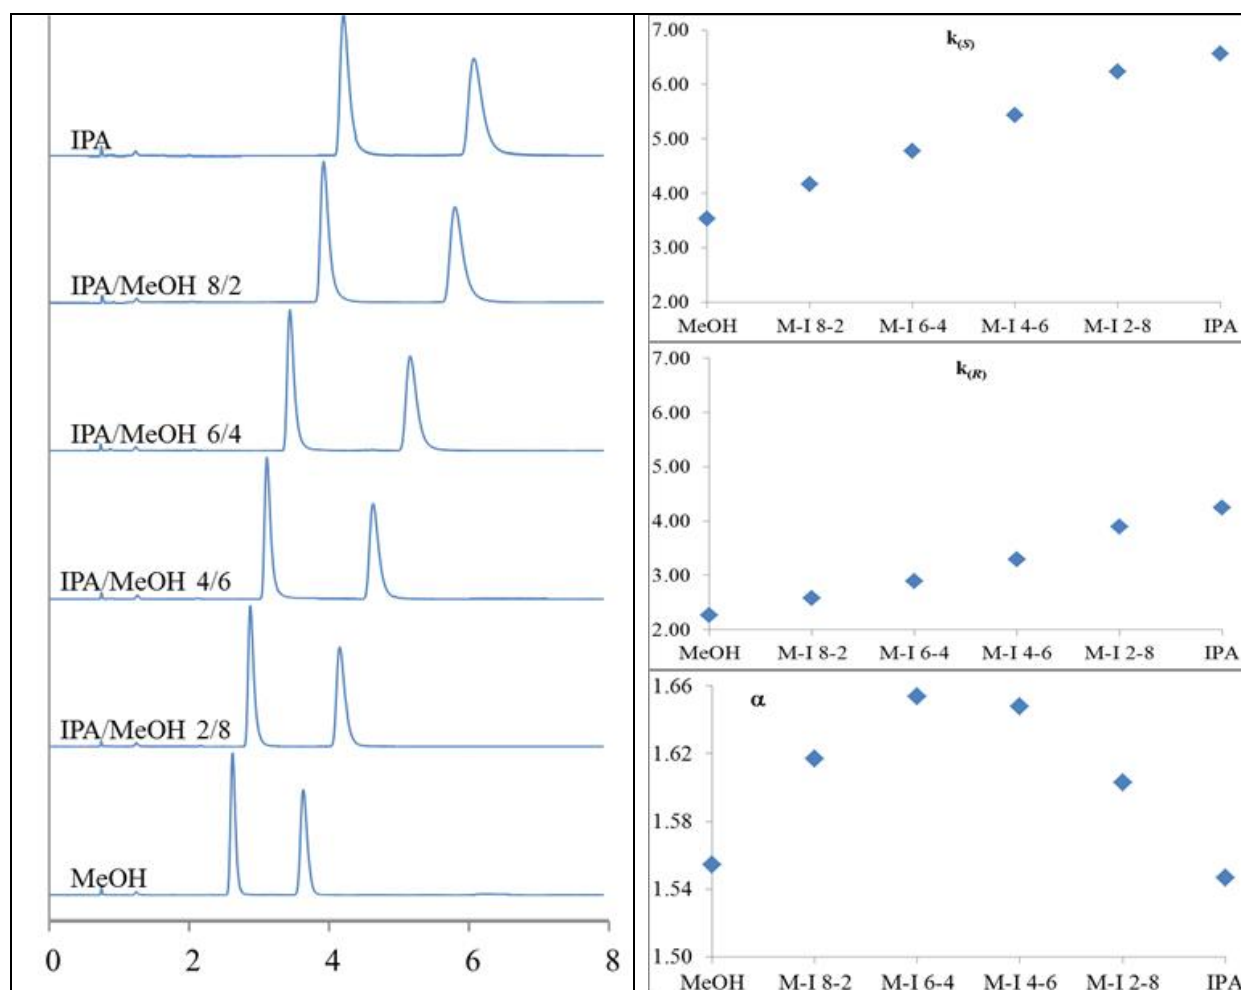 IPA
IPA/MeOH 8/2
IPA/MeOH 6/4
IPA/MeOH 4/6
IPA/MeOH 2/8
MeOH
0 2 4 6 8
k(S)
7.00
6.00
5.00
4.00
3.00
2.00
MeOH M-I 8-2 M-I 6-4 M-I 4-6 M-I 2-8 IPA
k(R)
7.00
6.00
5.00
4.00
3.00
2.00
MeOH M-I 8-2 M-I 6-4 M-I 4-6 M-I 2-8 IPA
α
1.66
1.62
1.58
1.54
1.50
MeOH M-I 8-2 M-I 6-4 M-I 4-6 M-I 2-8 IPA